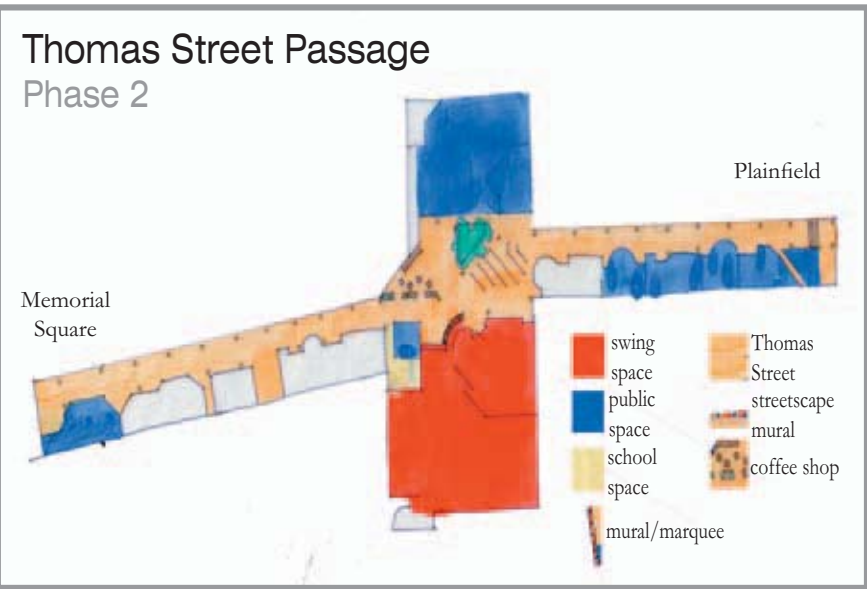 Thomas Street Passage
Phase 2
Plainfield
Memorial
Square
swing
space
public
space
school
space
mural/marquee
Thomas
Street
streetscape
mural
coffee shop